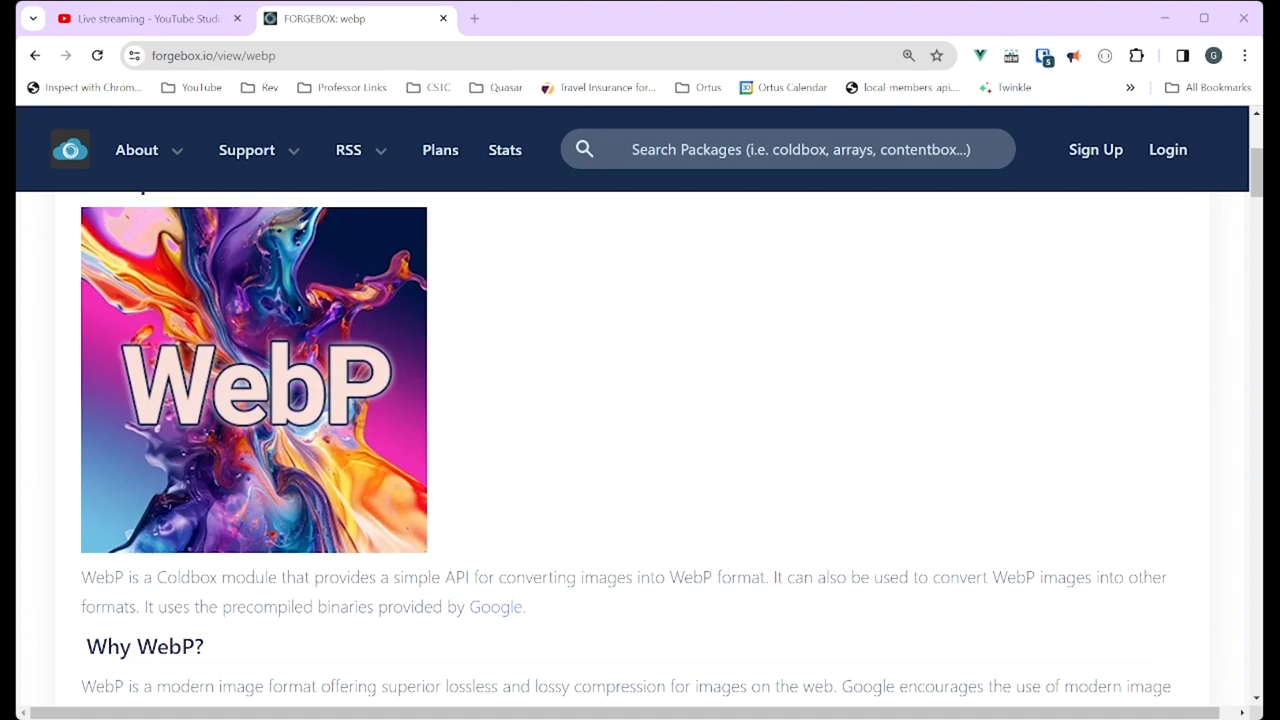 Live streaming - YouTube Studi
FORGEBOX: webp
forgebox.io/view/webp
NEW
5
G
Inspect with Chrom...
YouTube
Rev
Professor Links
CSTC
Quasar
Travel Insurance for...
Ortus
Ortus Calendar
local-members-api....
Twinkle
»
All Bookmarks
About
Support
RSS
Plans
Stats
Search Packages (i.e. coldbox, arrays, contentbox...)
Sign Up
Login
WebP
WebP is a Coldbox module that provides a simple API for converting images into WebP format. It can also be used to convert WebP images into other
formats. It uses the precompiled binaries provided by Google.
Why WebP?
WebP is a modern image format offering superior lossless and lossy compression for images on the web. Google encourages the use of modern image